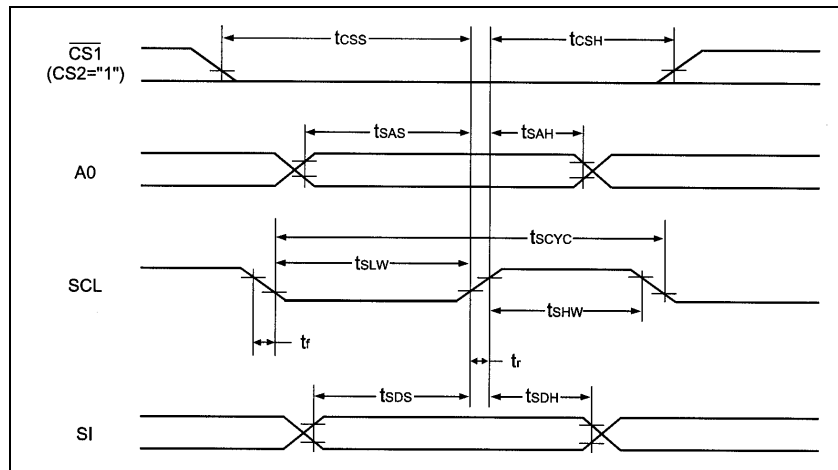 tCSS
tCSH
CS1
(CS2="1")
tSAS
tSAH
A0
tSCYC
tSLW
SCL
tSHW
tf
tr
tSDS
tSDH
SI